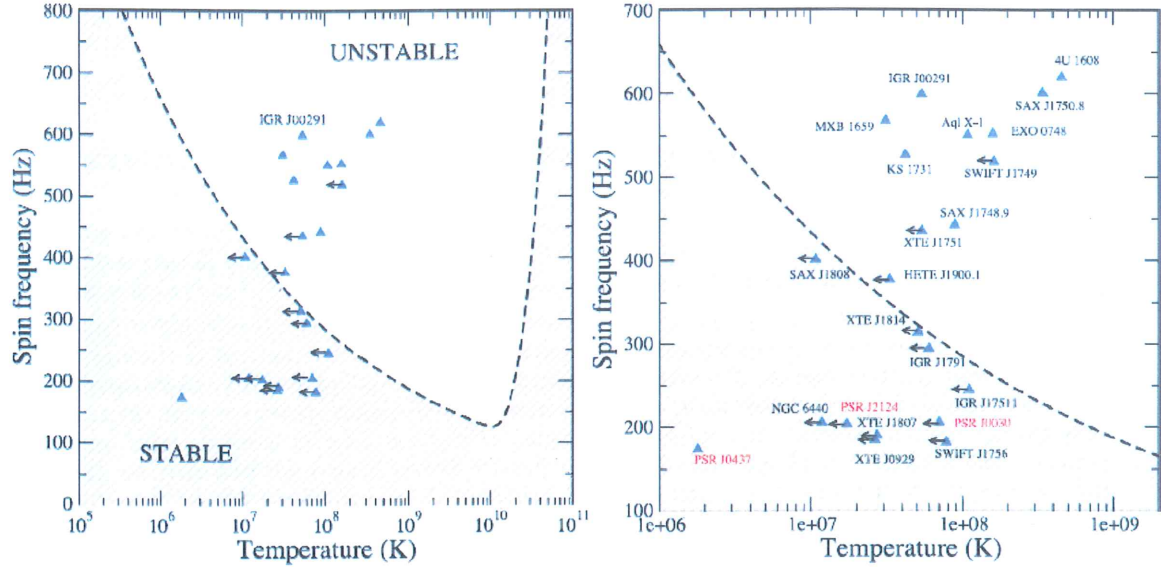 800
700
600
500
400
300
200
100
0
Spin frequency (Hz)
UNSTABLE
IGR J00291
STABLE
10^5
10^6
10^7
10^8
10^9
10^10
10^11
Temperature (K)
700
600
500
400
300
200
100
Spin frequency (Hz)
4U 1608
IGR J00291
SAX J1750.8
MXB 1659
Aql X-1
EXO 0748
KS 1731
SWIFT J1749
SAX J1748.9
XTE J1751
SAX J1808
HETE J1900.1
XTE J1814
IGR J1791
IGR J17511
NGC 6440
PSR J2124
XTE J1807
PSR J0030
PSR J0437
XTE J0929
SWIFT J1756
1e+06
1e+07
1e+08
1e+09
Temperature (K)